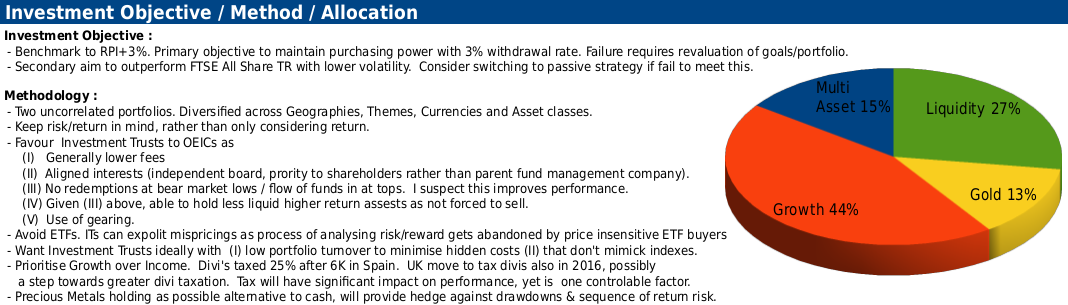 Investment Objective / Method / Allocation
Investment Objective :
- Benchmark to RPI+3%. Primary objective to maintain purchasing power with 3% withdrawal rate. Failure requires revaluation of goals/portfolio.
- Secondary aim to outperform FTSE All Share TR with lower volatility.  Consider switching to passive strategy if fail to meet this.
Methodology :
- Two uncorrelated portfolios. Diversified across Geographies, Themes, Currencies and Asset classes.
- Keep risk/return in mind, rather than only considering return.
- Favour  Investment Trusts to OEICs as
(I)   Generally lower fees
(II)  Aligned interests (independent board, prority to shareholders rather than parent fund management company).
(III) No redemptions at bear market lows / flow of funds in at tops.  I suspect this improves performance.
(IV) Given (III) above, able to hold less liquid higher return assests as not forced to sell.
(V)  Use of gearing.
- Avoid ETFs. ITs can expolit mispricings as process of analysing risk/reward gets abandoned by price insensitive ETF buyers
- Want Investment Trusts ideally with  (I) low portfolio turnover to minimise hidden costs (II) that don't mimick indexes.
- Prioritise Growth over Income.  Divi's taxed 25% after 6K in Spain.  UK move to tax divis also in 2016, possibly
a step towards greater divi taxation.  Tax will have significant impact on performance, yet is  one controlable factor.
- Precious Metals holding as possible alternative to cash, will provide hedge against drawdowns & sequence of return risk.
Multi
Asset 15%
Liquidity 27%
Gold 13%
Growth 44%